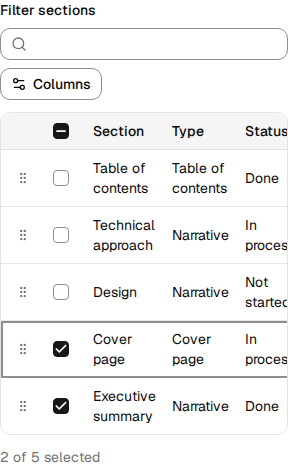 Filter sections
Columns
Section Type Status
Table of contents Table of contents Done
Technical approach Narrative In proces
Design Narrative Not started
Cover page Cover page In proces
Executive summary Narrative Done
2 of 5 selected